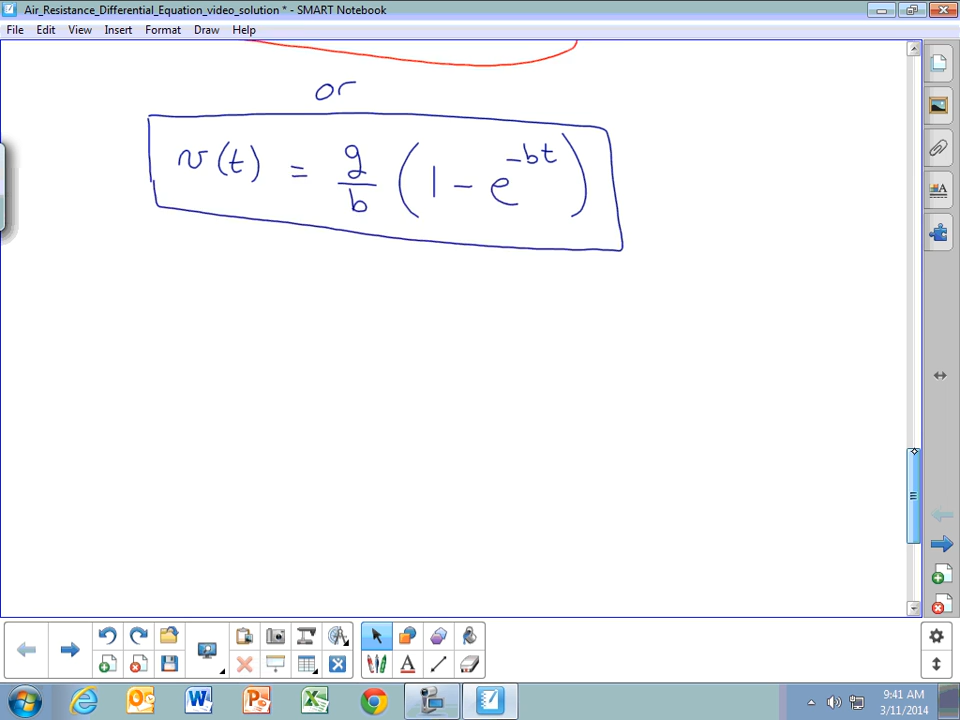 Air_Resistance_Differential_Equation_video_solution * - SMART Notebook
File Edit View Insert Format Draw Help
or
v(t) = g/b (1 - e^-bt)
9:41 AM
3/11/2014